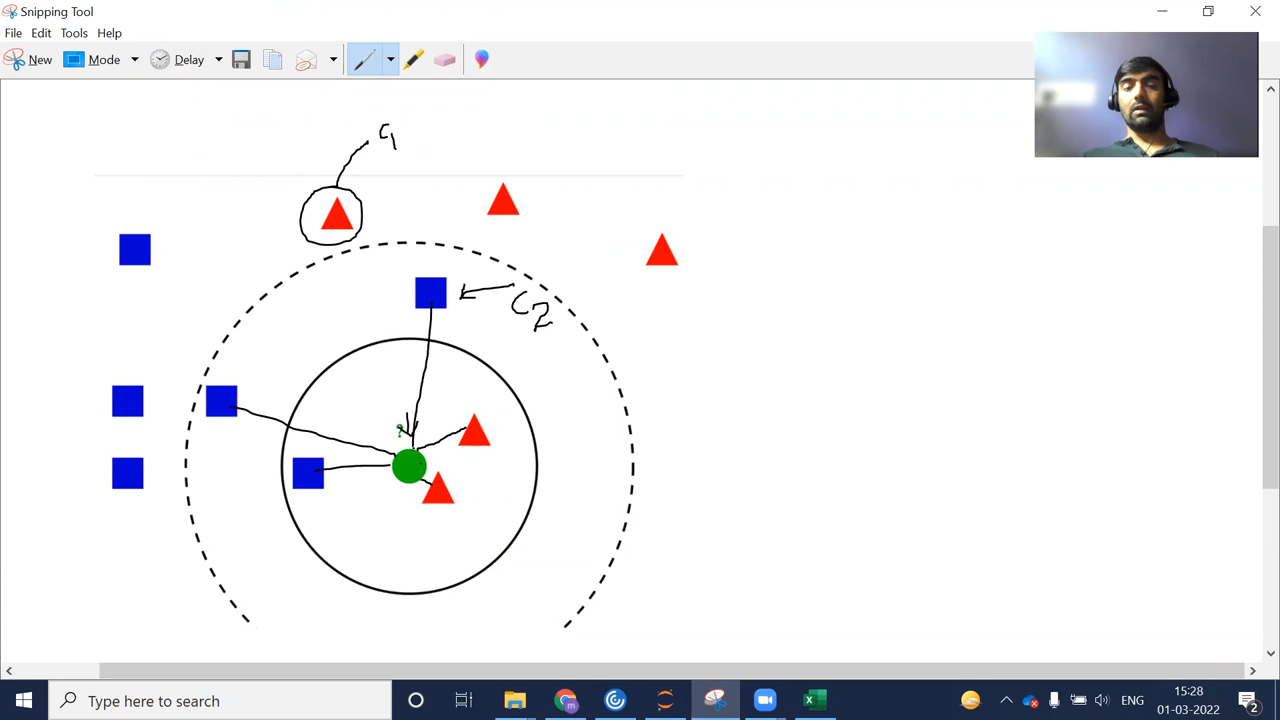 Snipping Tool
File Edit Tools Help
New Mode Delay
C1
C2
?
Type here to search
ENG
15:28
01-03-2022
2